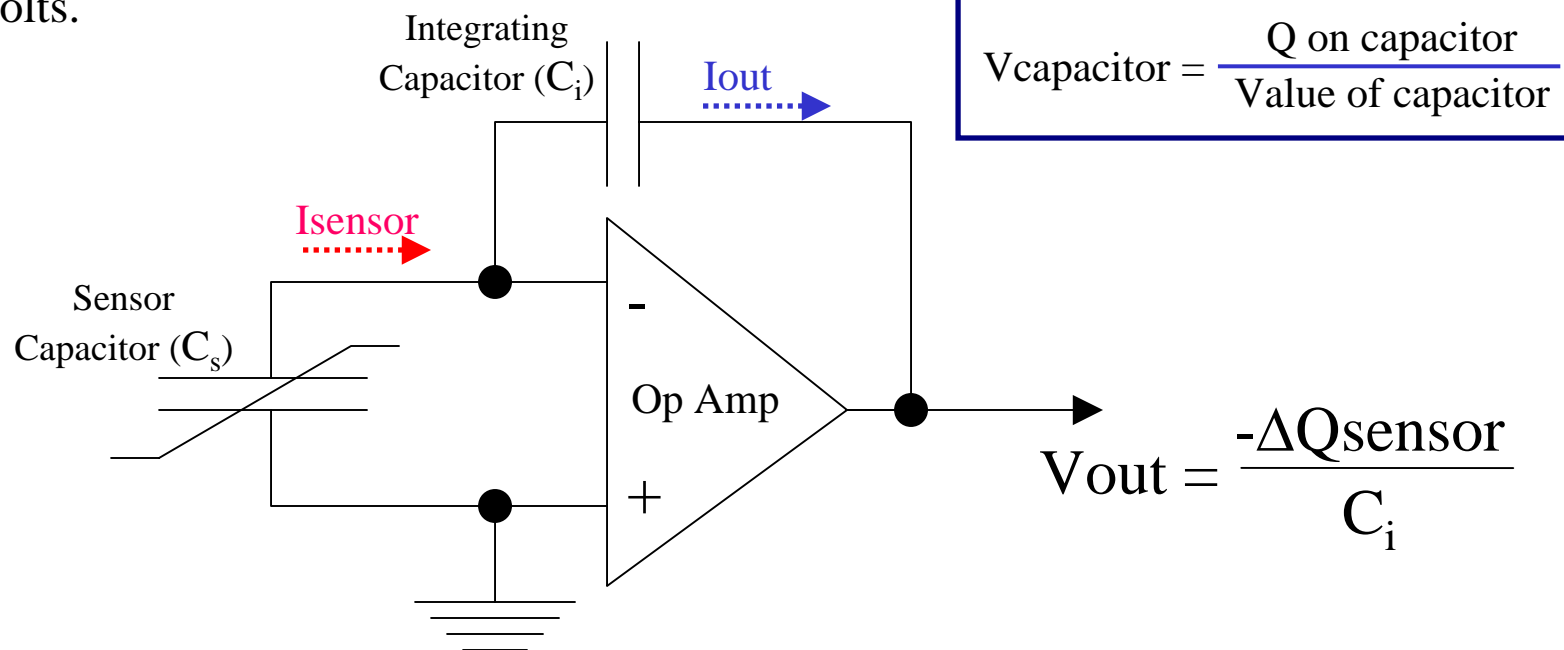 olts.
Integrating
Capacitor (Ci)
Iout
Vcapacitor = Q on capacitor
Value of capacitor
Isensor
Sensor
Capacitor (Cs)
-
Op Amp
+
Vout = -ΔQsensor
Ci